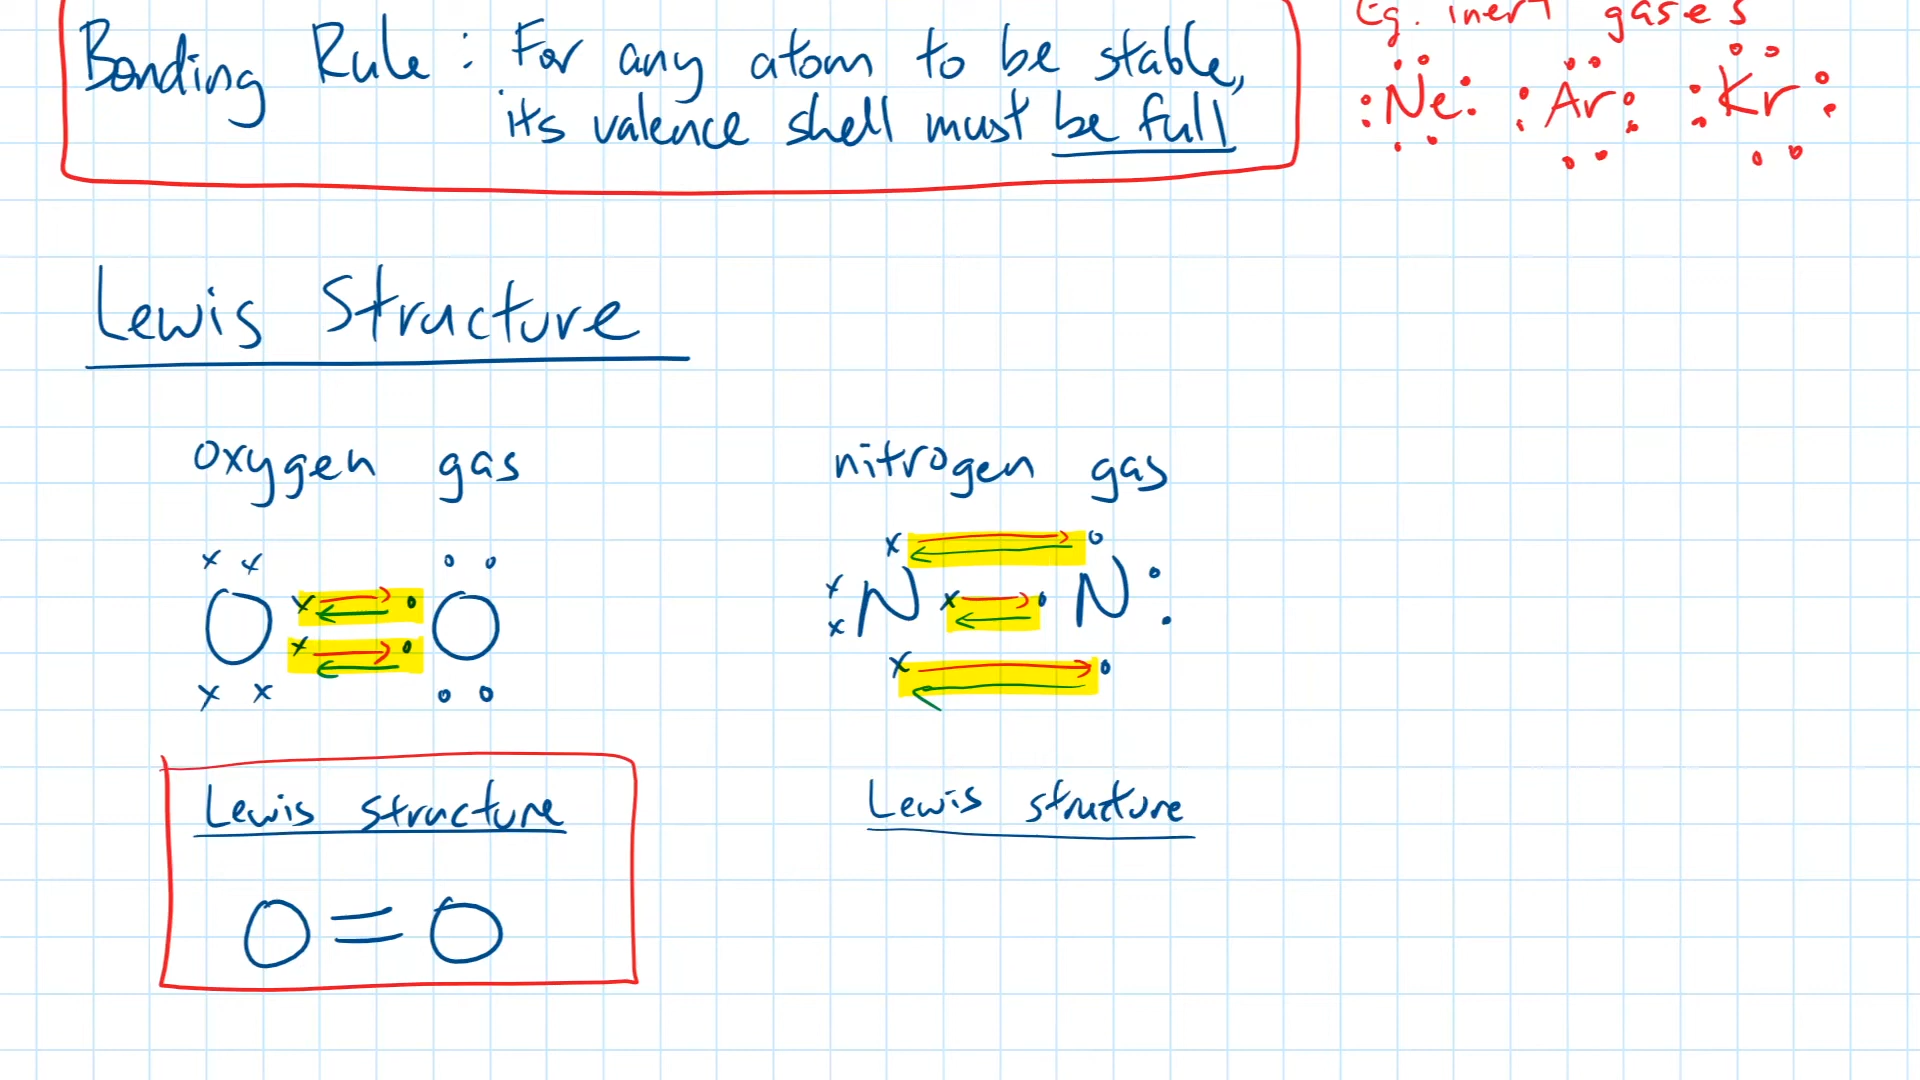 Bonding Rule: For any atom to be stable,
its valence shell must be full
Eg. inert gases
Ne Ar Kr
Lewis Structure
oxygen gas
nitrogen gas
x x
O x x O
x x
x
x x N x N
x
Lewis structure
O = O
Lewis structure